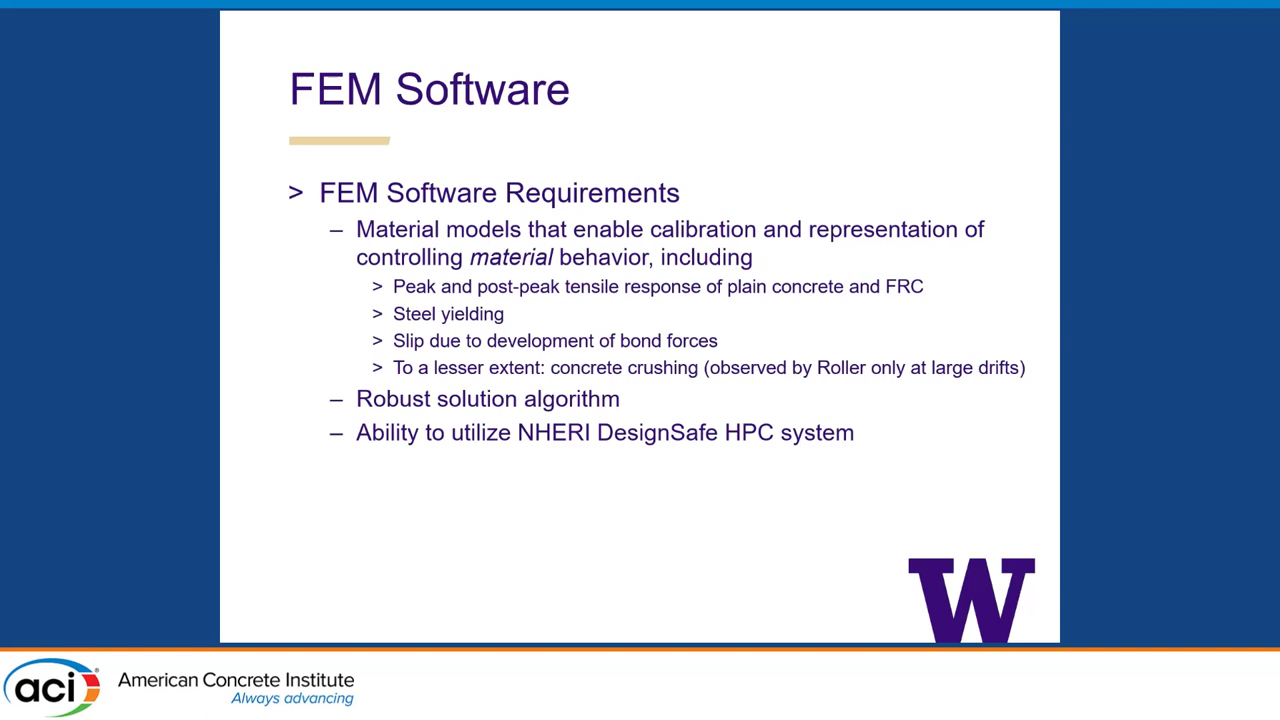 FEM Software
> FEM Software Requirements
– Material models that enable calibration and representation of
controlling material behavior, including
> Peak and post-peak tensile response of plain concrete and FRC
> Steel yielding
> Slip due to development of bond forces
> To a lesser extent: concrete crushing (observed by Roller only at large drifts)
– Robust solution algorithm
– Ability to utilize NHERI DesignSafe HPC system
W
aci®
American Concrete Institute
Always advancing